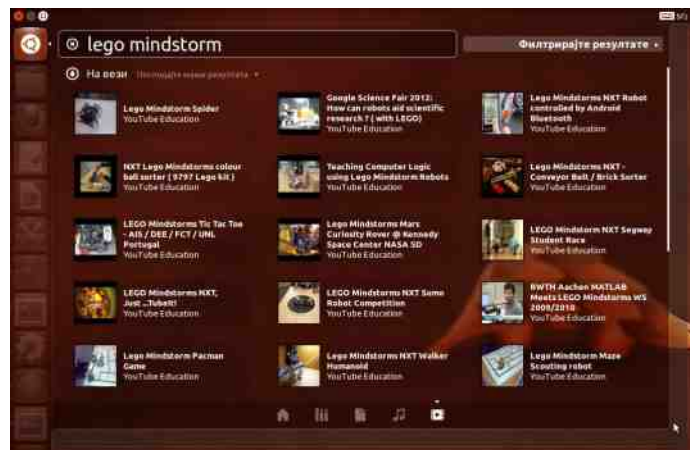 lego mindstorm
Филтрирајте резултате
На вези
Lego Mindstorm Spider
YouTube Education
Google Science Fair 2012:
How can robots aid scientific
research ? ( with LEGO)
YouTube Education
Lego Mindstorms NXT Robot
controlled by Android
Bluetooth
YouTube Education
NXT Lego Mindstorms colour
ball sorter ( 9797 Lego kit )
YouTube Education
Teaching Computer Logic
using Lego Mindstorm Robots
YouTube Education
Lego Mindstorms NXT -
Conveyor Belt / Brick Sorter
YouTube Education
LEGO Mindstorms Tic Tac Toe
- AIS / DEE / FCT / UNL
Portugal
YouTube Education
Lego Mindstorms Mars
Curiosity Rover @ Kennedy
Space Center NASA SD
YouTube Education
LEGO Mindstorm NXT Segway
Student Race
YouTube Education
LEGO Mindstorms NXT,
Just ...TubeIt!
YouTube Education
LEGO Mindstorms NXT Sumo
Robot Competition
YouTube Education
RWTH Aachen MATLAB
Meets LEGO Mindstorms WS
2009/2010
YouTube Education
Lego Mindstorm Pacman
Game
YouTube Education
Lego Mindstorms NXT Walker
Humanoid
YouTube Education
Lego Mindstorm Maze
Scouting robot
YouTube Education